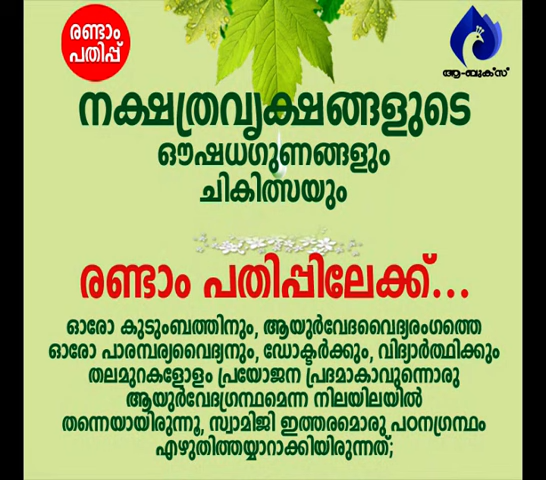 രണ്ടാം
പതിപ്പ്
ആ-ബുക്സ്
നക്ഷത്രവൃക്ഷങ്ങളുടെ
ഔഷധഗുണങ്ങളും
ചികിത്സയും
രണ്ടാം പതിപ്പിലേക്ക്...
ഓരോ കുടുംബത്തിനും, ആയുർവേദവൈദ്യരംഗത്തെ
ഓരോ പാരമ്പര്യവൈദ്യനും, ഡോക്ടർക്കും, വിദ്യാർത്ഥിക്കും
തലമുറകളോളം പ്രയോജന പ്രദമാകാവുന്നൊരു
ആയുർവേദഗ്രന്ഥമെന്ന നിലയിലയിൽ
തന്നെയായിരുന്നൂ, സ്വാമിജി ഇത്തരമൊരു പഠനഗ്രന്ഥം
എഴുതിത്തയ്യാറാക്കിയിരുന്നത്;